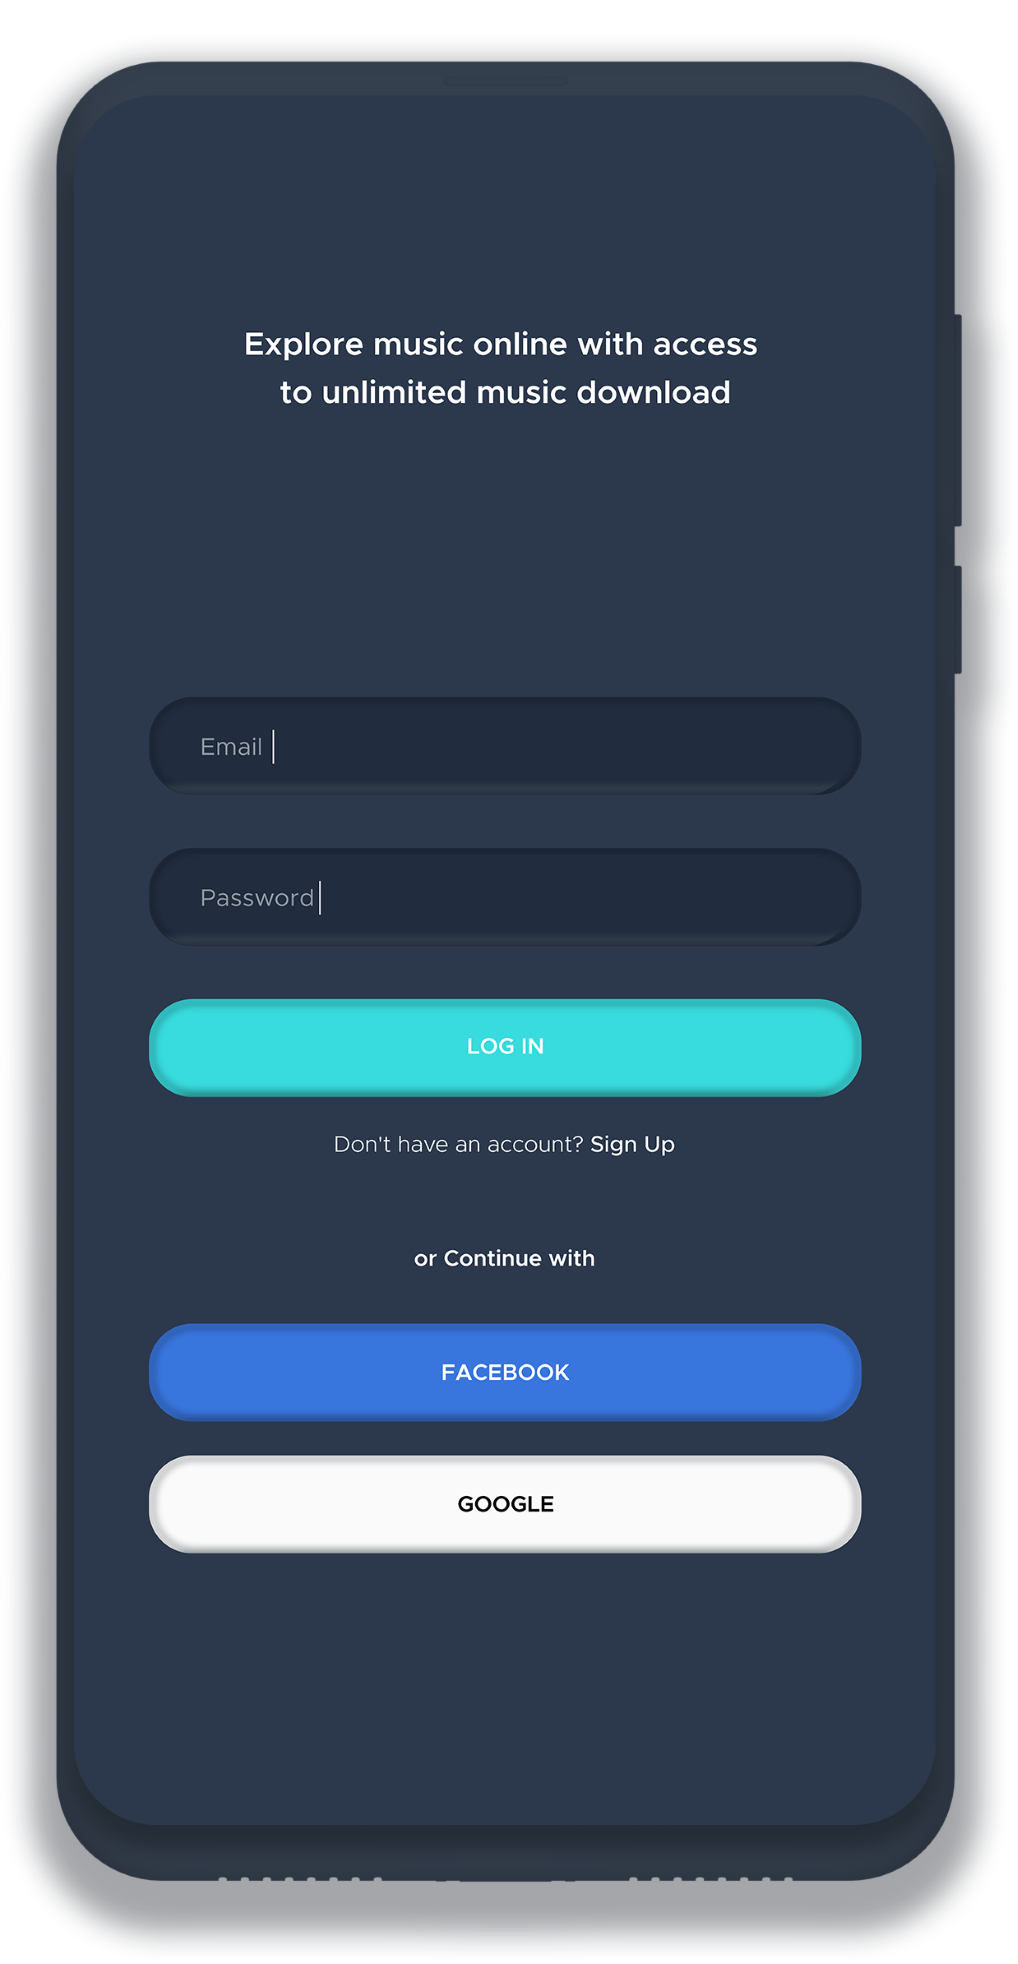 Explore music online with access
to unlimited music download
Email
Password
LOG IN
Don't have an account? Sign Up
or Continue with
FACEBOOK
GOOGLE